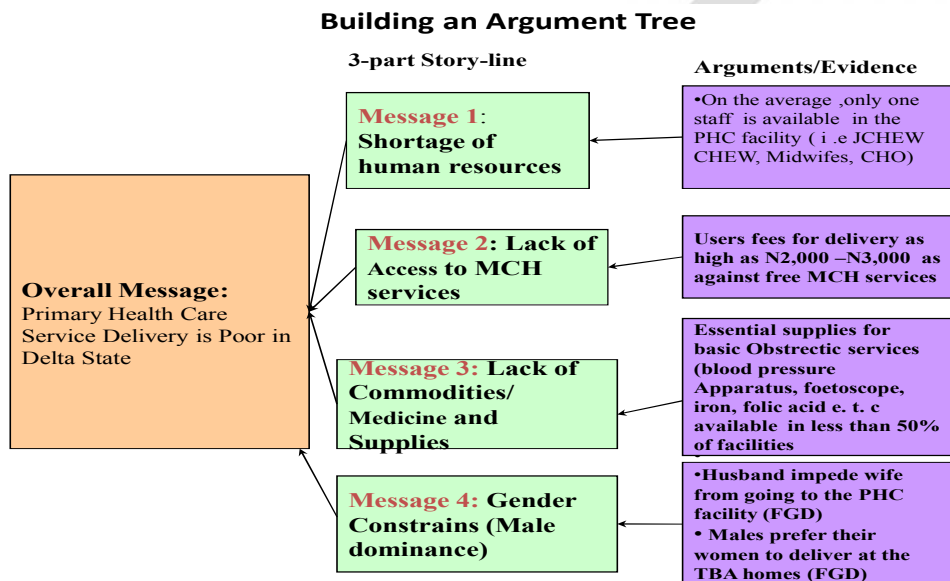 Building an Argument Tree
3-part Story-line
Arguments/Evidence
Overall Message:
Primary Health Care
Service Delivery is Poor in
Delta State
Message 1:
Shortage of
human resources
•On the average ,only one
staff is available in the
PHC facility ( i .e JCHEW
CHEW, Midwifes, CHO)
Message 2: Lack of
Access to MCH
services
Users fees for delivery as
high as N2,000 –N3,000 as
against free MCH services
Message 3: Lack of
Commodities/
Medicine and
Supplies
Essential supplies for
basic Obstrectic services
(blood pressure
Apparatus, foetoscope,
iron, folic acid e. t. c
available in less than 50%
of facilities
Message 4: Gender
Constrains (Male
dominance)
•Husband impede wife
from going to the PHC
facility (FGD)
• Males prefer their
women to deliver at the
TBA homes (FGD)